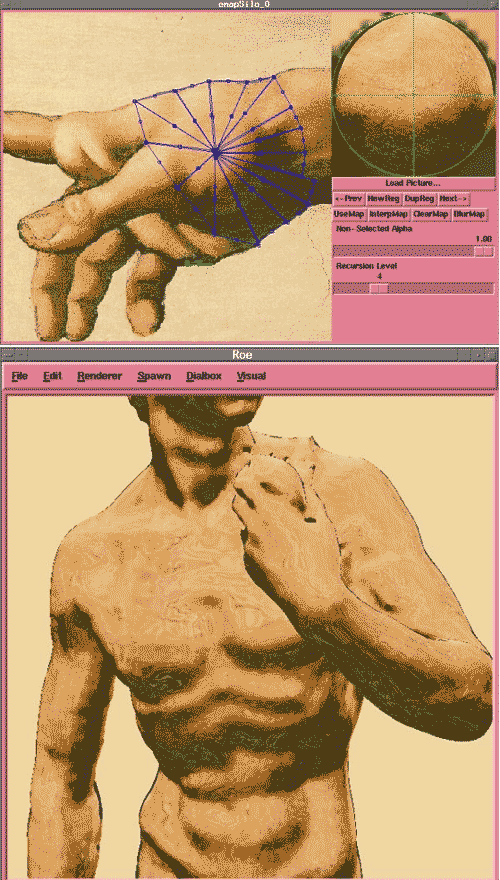 snapSilo_0
Load Picture...
<-Prev NewReg DupReg Next->
UseMap InterpMap ClearMap BlurMap
Non- Selected Alpha
1.00
Recursion Level
4
Roe
File Edit Renderer Spawn Dialbox Visual